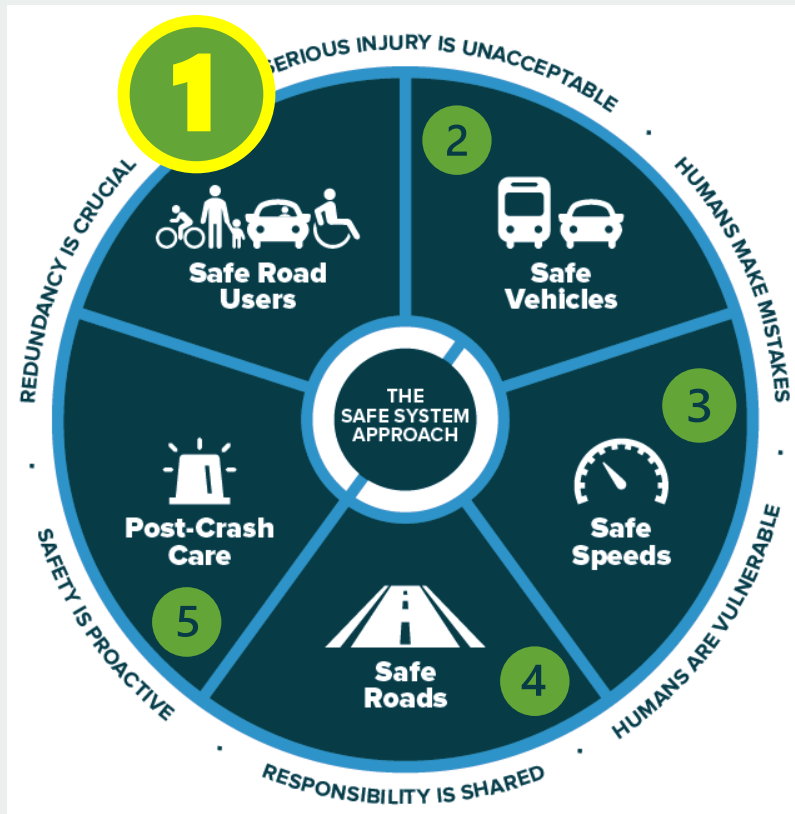 1
SERIOUS INJURY IS UNACCEPTABLE
HUMANS MAKE MISTAKES
HUMANS ARE VULNERABLE
RESPONSIBILITY IS SHARED
SAFETY IS PROACTIVE
REDUNDANCY IS CRUCIAL
Safe Road
Users
2
Safe
Vehicles
3
Safe
Speeds
4
Safe
Roads
5
Post-Crash
Care
THE
SAFE SYSTEM
APPROACH